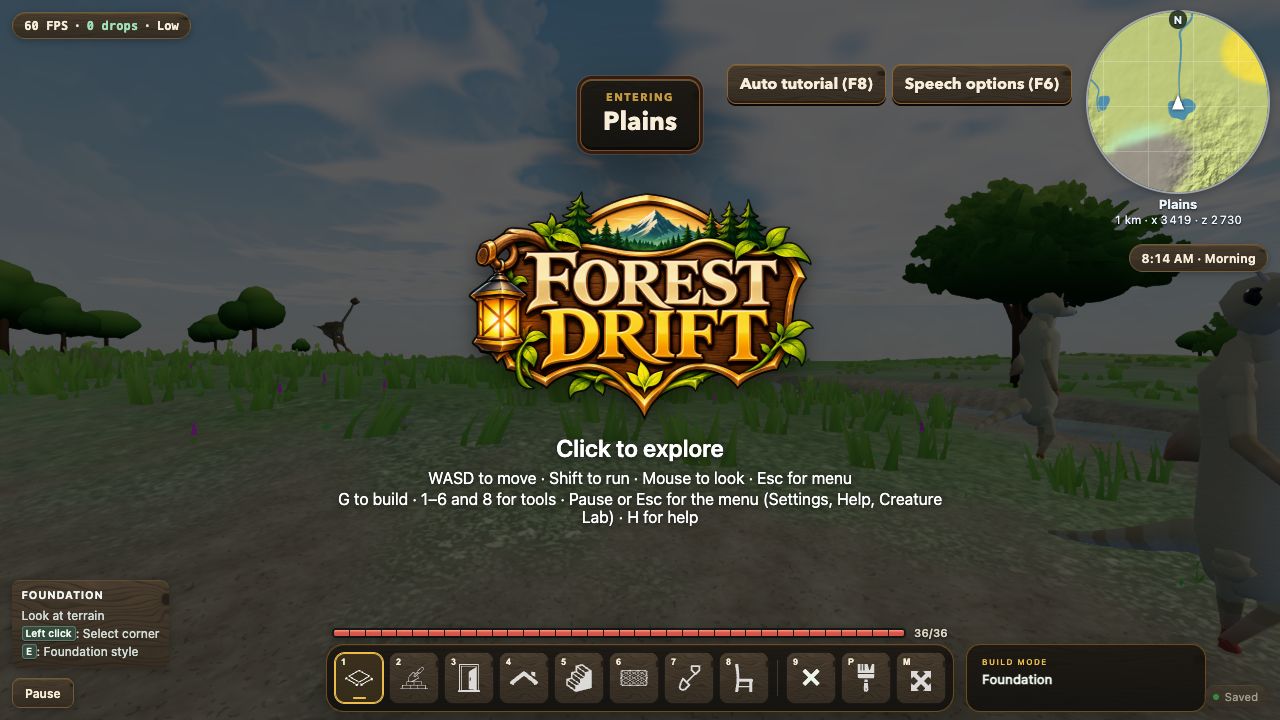 60 FPS · 0 drops · Low
ENTERING
Plains
Auto tutorial (F8)
Speech options (F6)
N
Plains
1 km · x 3419 · z 2730
8:14 AM · Morning
FOREST
DRIFT
Click to explore
WASD to move · Shift to run · Mouse to look · Esc for menu
G to build · 1–6 and 8 for tools · Pause or Esc for the menu (Settings, Help, Creature
Lab) · H for help
FOUNDATION
Look at terrain
Left click: Select corner
E: Foundation style
Pause
36/36
1 2 3 4 5 6 7 8 9 P M
BUILD MODE
Foundation
Saved